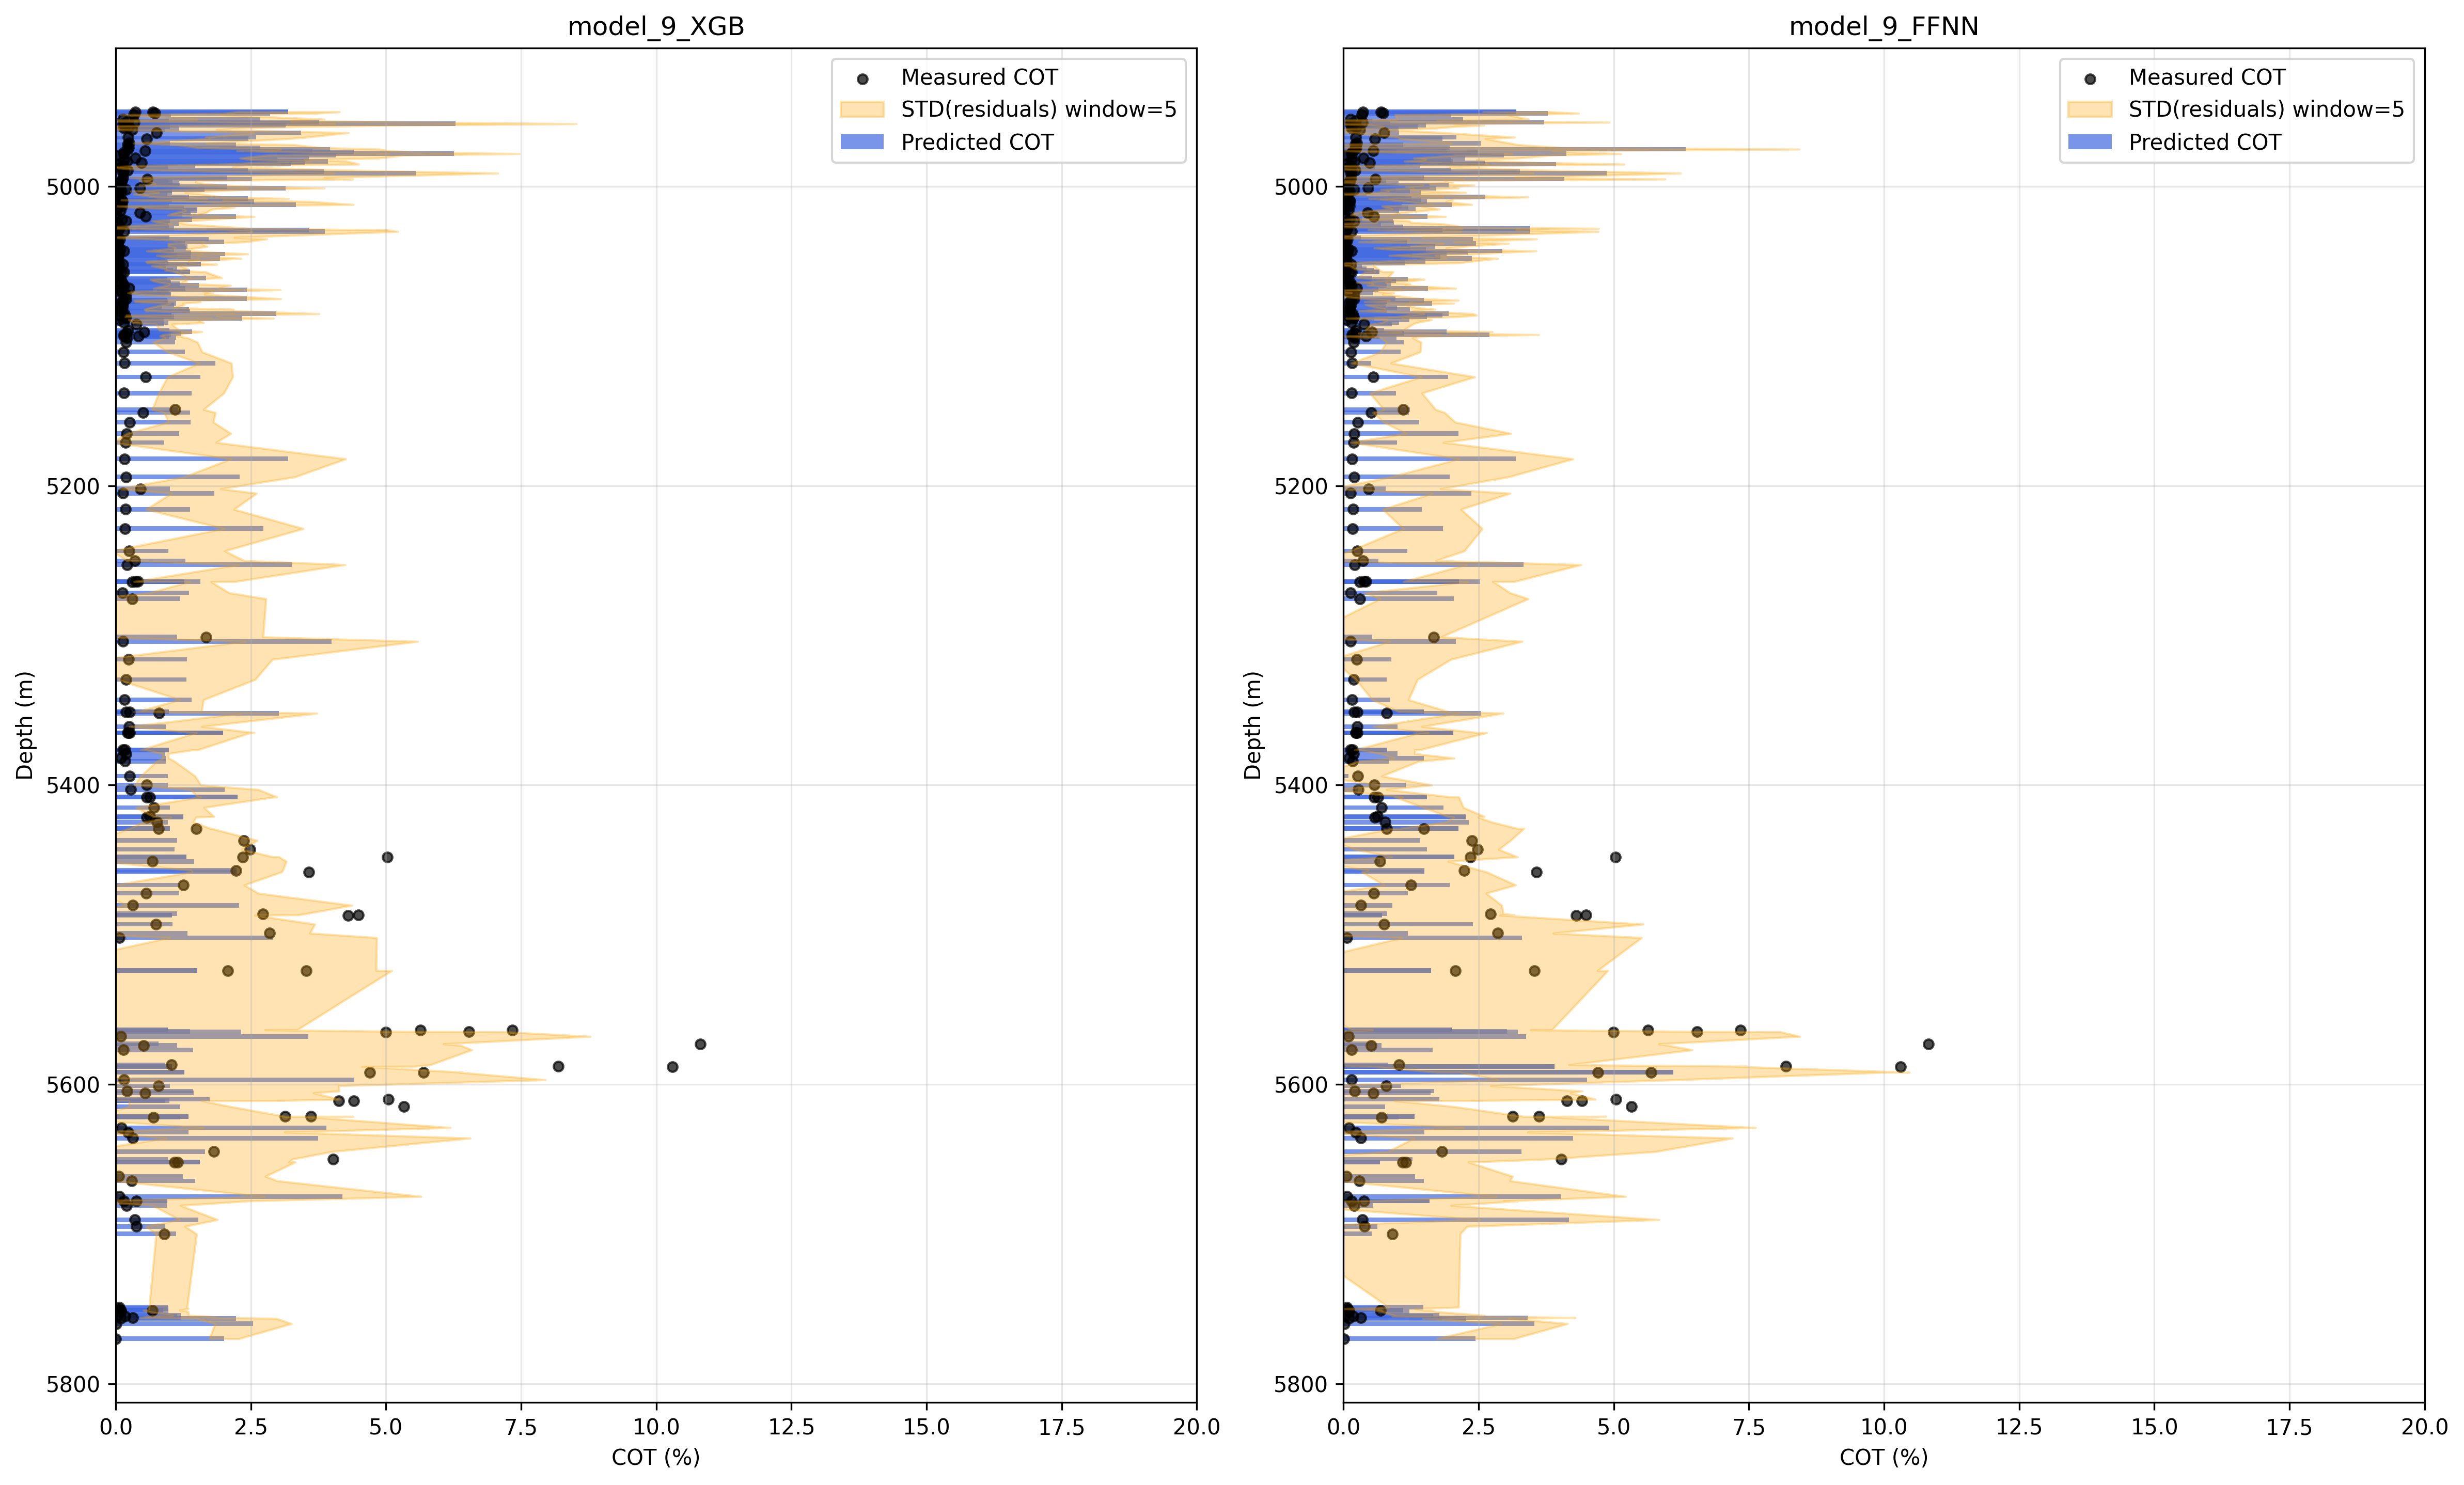 model_9_XGB
Measured COT
STD(residuals) window=5
Predicted COT
Depth (m)
5000
5200
5400
5600
5800
0.0 2.5 5.0 7.5 10.0 12.5 15.0 17.5 20.0
COT (%)
model_9_FFNN
Measured COT
STD(residuals) window=5
Predicted COT
Depth (m)
5000
5200
5400
5600
5800
0.0 2.5 5.0 7.5 10.0 12.5 15.0 17.5 20.0
COT (%)